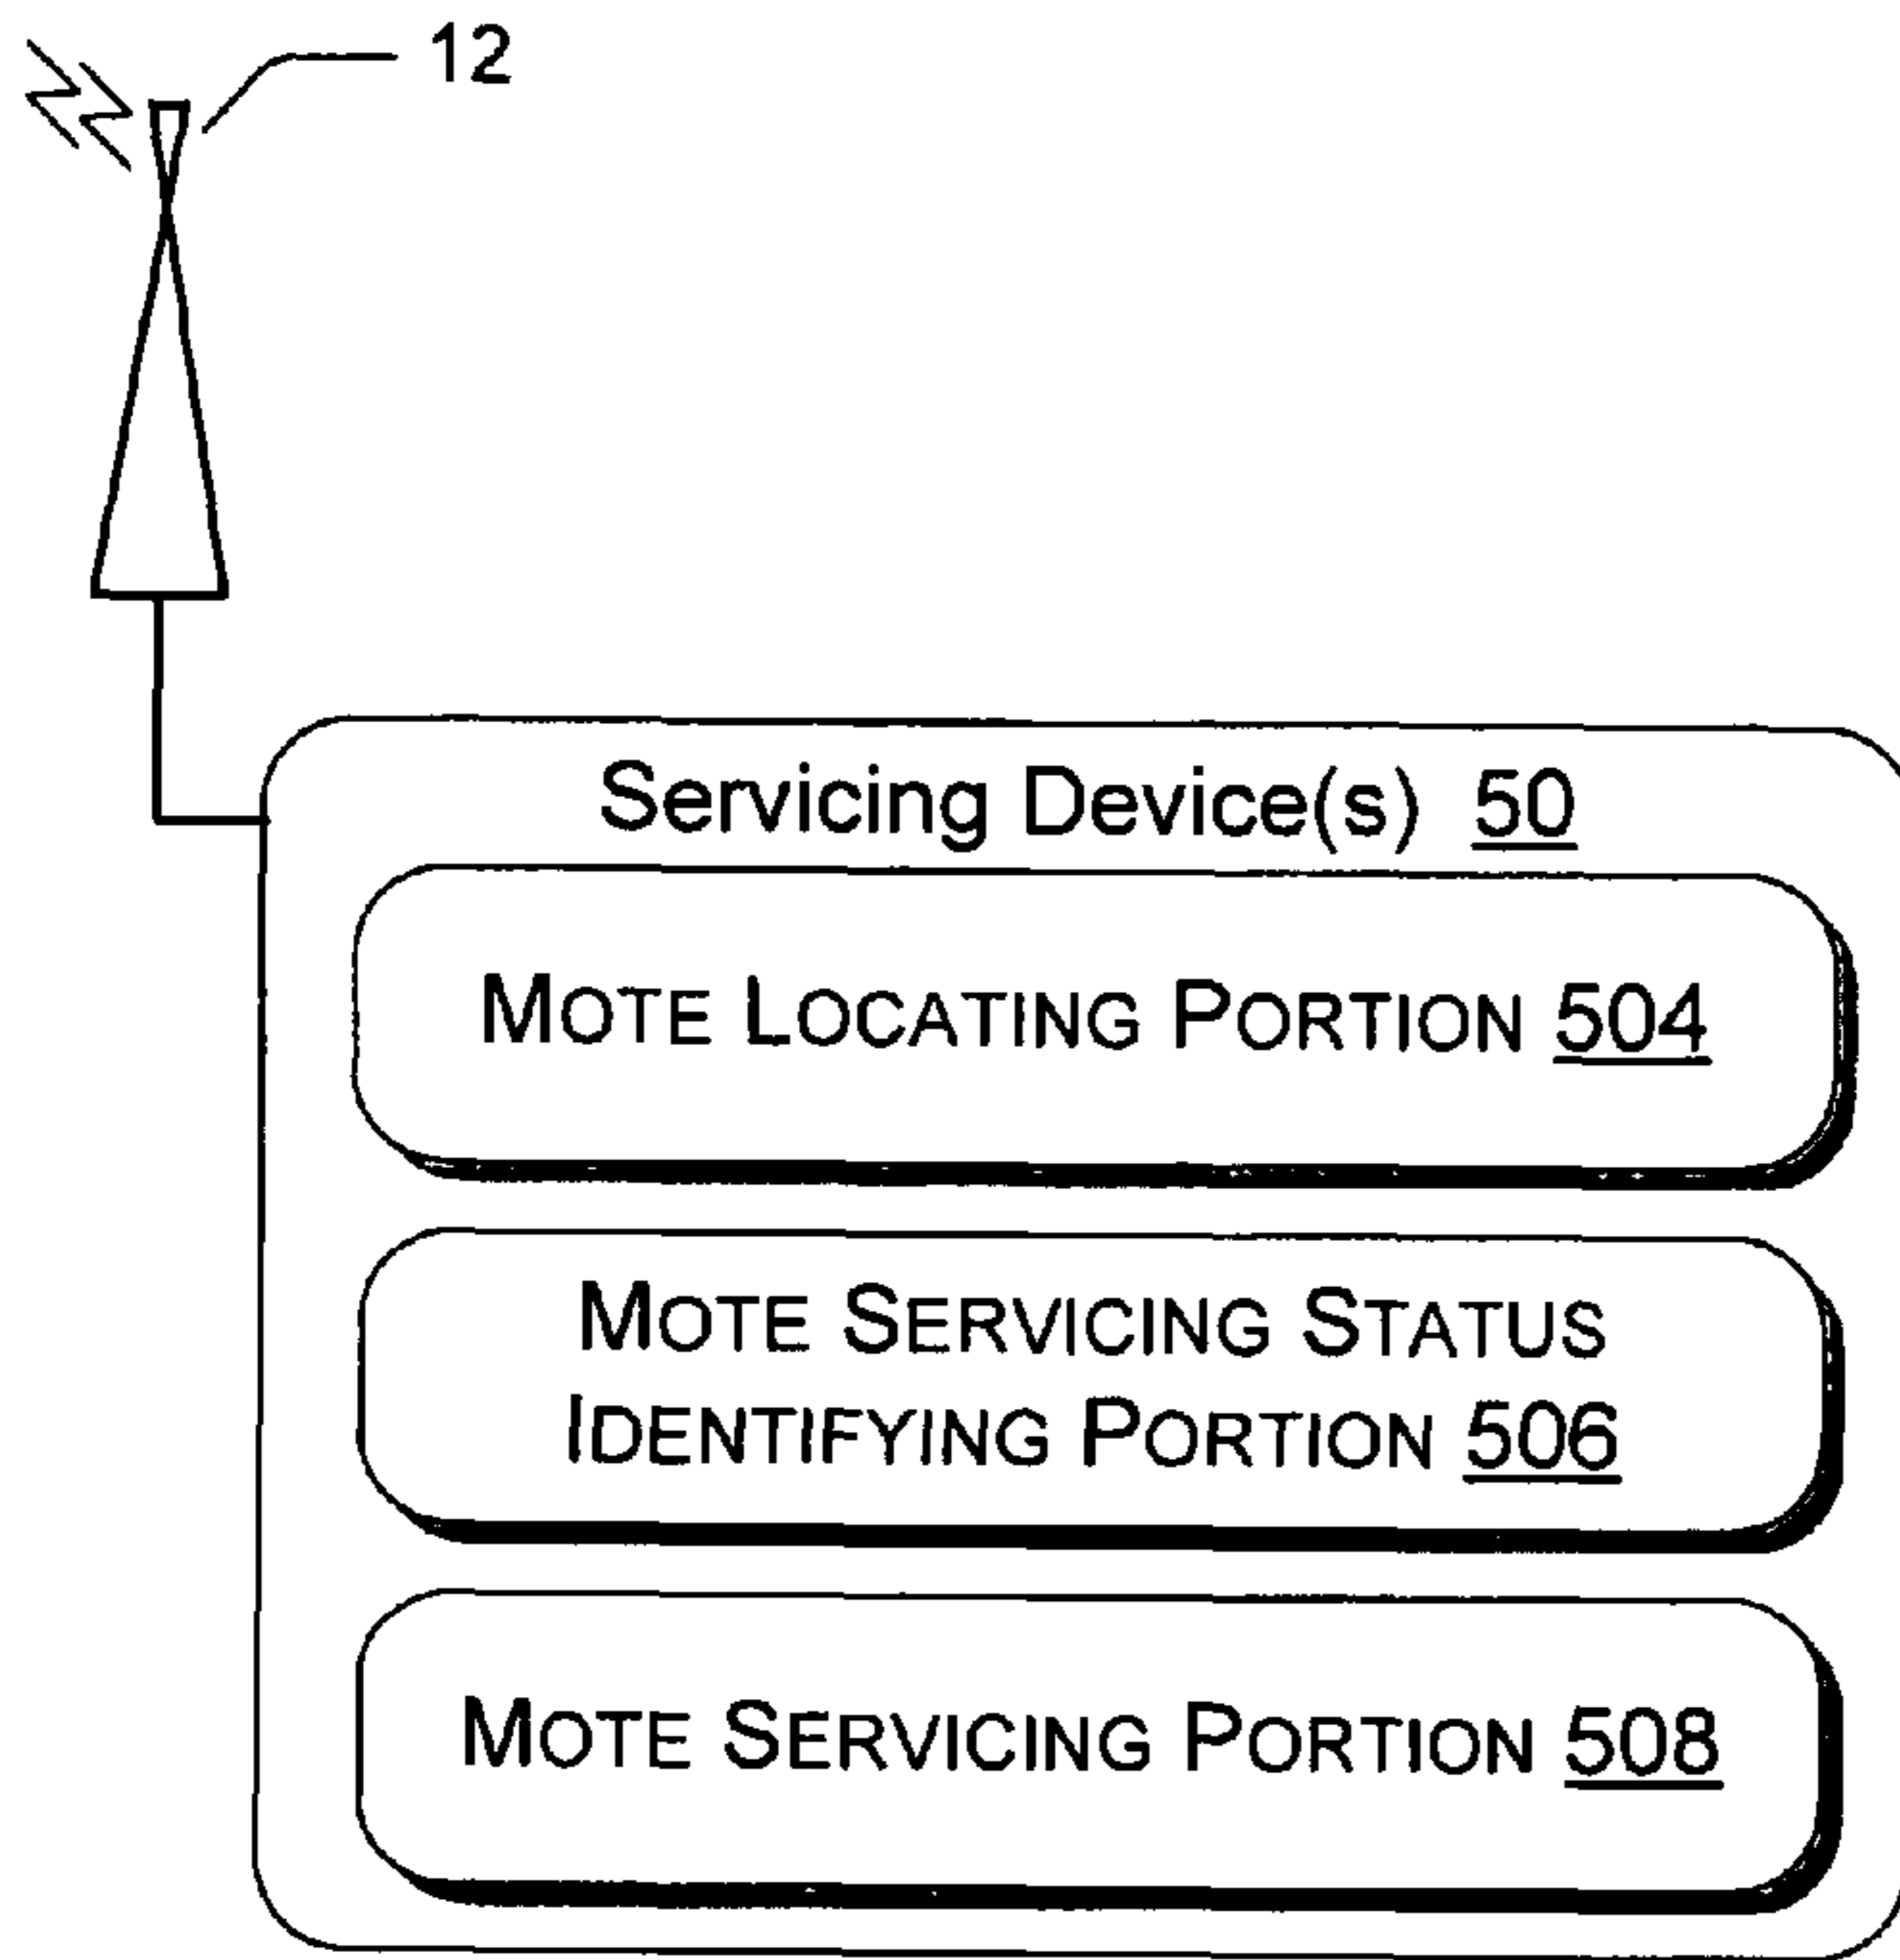 12
Servicing Device(s) 50
MOTE LOCATING PORTION 504
MOTE SERVICING STATUS
IDENTIFYING PORTION 506
MOTE SERVICING PORTION 508